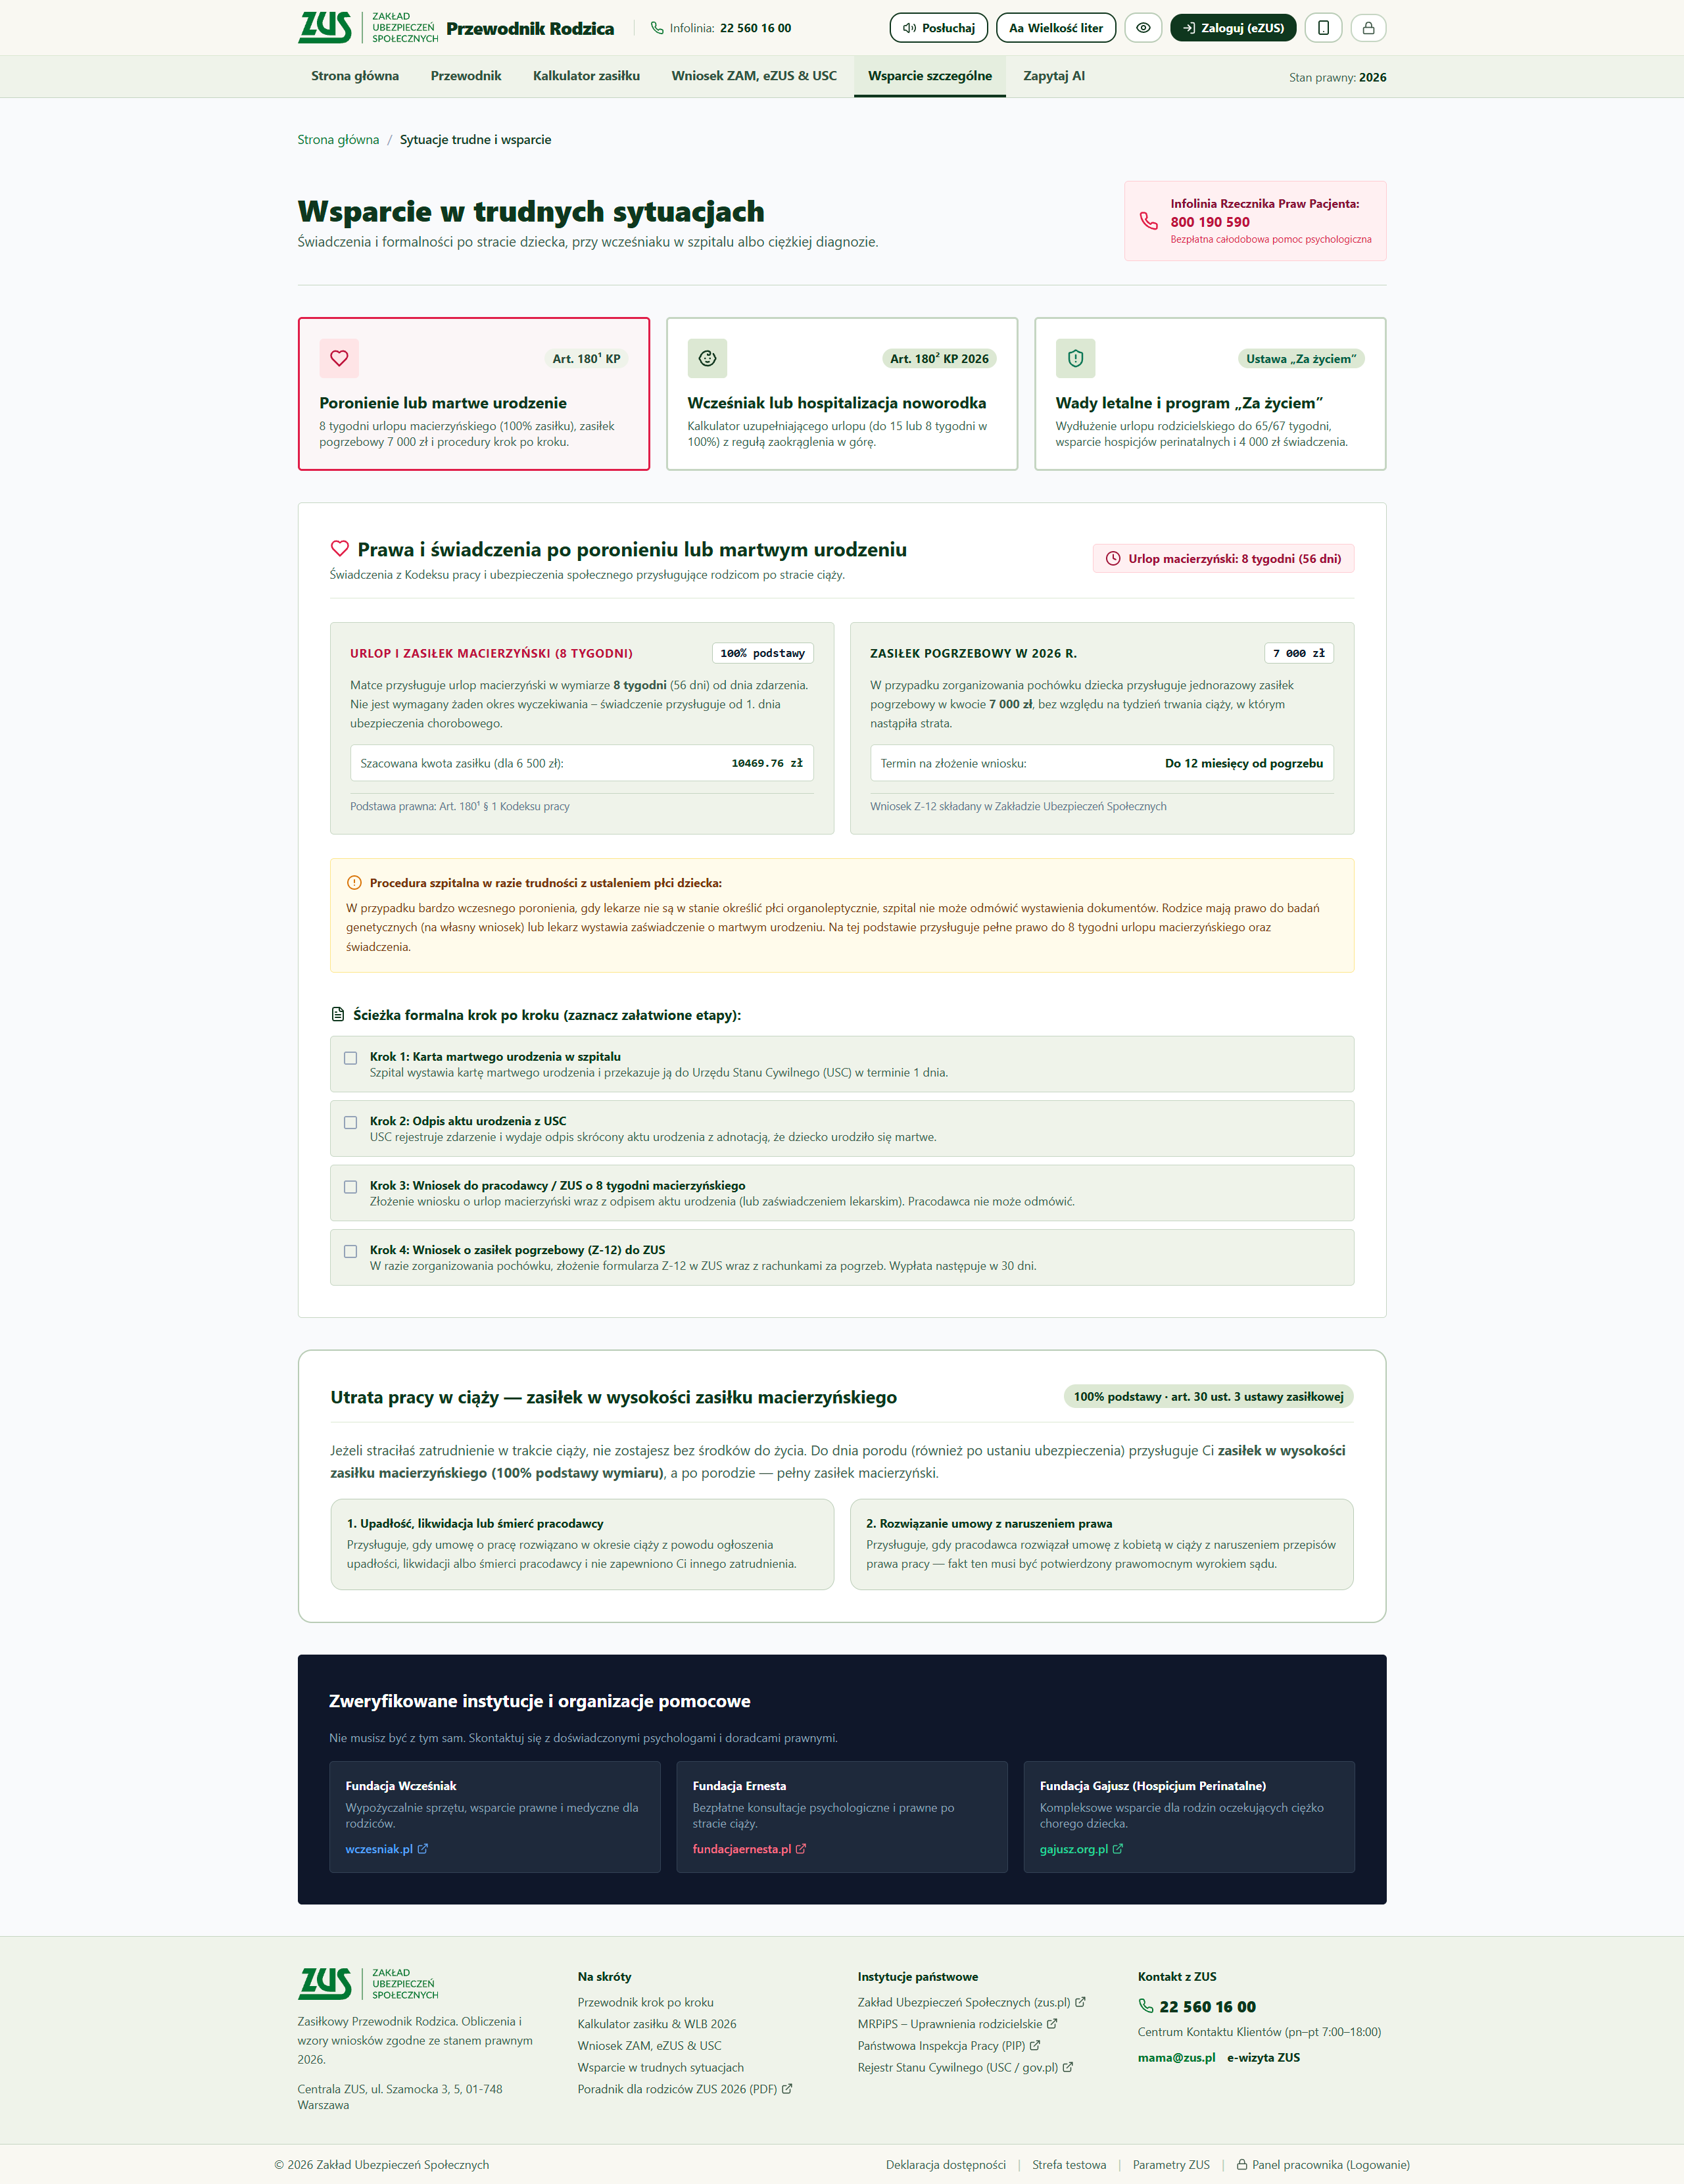 ZUS
ZAKŁAD
UBEZPIECZEŃ
SPOŁECZNYCH
Przewodnik Rodzica
Infolinia: 22 560 16 00
Posłuchaj
Aa Wielkość liter
Zaloguj (eZUS)
Strona główna
Przewodnik
Kalkulator zasiłku
Wniosek ZAM, eZUS & USC
Wsparcie szczególne
Zapytaj AI
Stan prawny: 2026
Strona główna / Sytuacje trudne i wsparcie
Wsparcie w trudnych sytuacjach
Świadczenia i formalności po stracie dziecka, przy wcześniaku w szpitalu albo ciężkiej diagnozie.
Infolinia Rzecznika Praw Pacjenta:
800 190 590
Bezpłatna całodobowa pomoc psychologiczna
Art. 180¹ KP
Poronienie lub martwe urodzenie
8 tygodni urlopu macierzyńskiego (100% zasiłku), zasiłek
pogrzebowy 7 000 zł i procedury krok po kroku.
Art. 180² KP 2026
Wcześniak lub hospitalizacja noworodka
Kalkulator uzupełniającego urlopu (do 15 lub 8 tygodni w
100%) z regułą zaokrąglenia w górę.
Ustawa „Za życiem”
Wady letalne i program „Za życiem”
Wydłużenie urlopu rodzicielskiego do 65/67 tygodni,
wsparcie hospicjów perinatalnych i 4 000 zł świadczenia.
Prawa i świadczenia po poronieniu lub martwym urodzeniu
Świadczenia z Kodeksu pracy i ubezpieczenia społecznego przysługujące rodzicom po stracie ciąży.
Urlop macierzyński: 8 tygodni (56 dni)
URLOP I ZASIŁEK MACIERZYŃSKI (8 TYGODNI)
100% podstawy
Matce przysługuje urlop macierzyński w wymiarze 8 tygodni (56 dni) od dnia zdarzenia.
Nie jest wymagany żaden okres wyczekiwania – świadczenie przysługuje od 1. dnia
ubezpieczenia chorobowego.
Szacowana kwota zasiłku (dla 6 500 zł):
10469.76 zł
Podstawa prawna: Art. 180¹ § 1 Kodeksu pracy
ZASIŁEK POGRZEBOWY W 2026 R.
7 000 zł
W przypadku zorganizowania pochówku dziecka przysługuje jednorazowy zasiłek
pogrzebowy w kwocie 7 000 zł, bez względu na tydzień trwania ciąży, w którym
nastąpiła strata.
Termin na złożenie wniosku:
Do 12 miesięcy od pogrzebu
Wniosek Z-12 składany w Zakładzie Ubezpieczeń Społecznych
Procedura szpitalna w razie trudności z ustaleniem płci dziecka:
W przypadku bardzo wczesnego poronienia, gdy lekarze nie są w stanie określić płci organoleptycznie, szpital nie może odmówić wystawienia dokumentów. Rodzice mają prawo do badań
genetycznych (na własny wniosek) lub lekarz wystawia zaświadczenie o martwym urodzeniu. Na tej podstawie przysługuje pełne prawo do 8 tygodni urlopu macierzyńskiego oraz
świadczenia.
Ścieżka formalna krok po kroku (zaznacz załatwione etapy):
Krok 1: Karta martwego urodzenia w szpitalu
Szpital wystawia kartę martwego urodzenia i przekazuje ją do Urzędu Stanu Cywilnego (USC) w terminie 1 dnia.
Krok 2: Odpis aktu urodzenia z USC
USC rejestruje zdarzenie i wydaje odpis skrócony aktu urodzenia z adnotacją, że dziecko urodziło się martwe.
Krok 3: Wniosek do pracodawcy / ZUS o 8 tygodni macierzyńskiego
Złożenie wniosku o urlop macierzyński wraz z odpisem aktu urodzenia (lub zaświadczeniem lekarskim). Pracodawca nie może odmówić.
Krok 4: Wniosek o zasiłek pogrzebowy (Z-12) do ZUS
W razie zorganizowania pochówku, złożenie formularza Z-12 w ZUS wraz z rachunkami za pogrzeb. Wypłata następuje w 30 dni.
Utrata pracy w ciąży — zasiłek w wysokości zasiłku macierzyńskiego
100% podstawy · art. 30 ust. 3 ustawy zasiłkowej
Jeżeli straciłaś zatrudnienie w trakcie ciąży, nie zostajesz bez środków do życia. Do dnia porodu (również po ustaniu ubezpieczenia) przysługuje Ci zasiłek w wysokości
zasiłku macierzyńskiego (100% podstawy wymiaru), a po porodzie — pełny zasiłek macierzyński.
1. Upadłość, likwidacja lub śmierć pracodawcy
Przysługuje, gdy umowę o pracę rozwiązano w okresie ciąży z powodu ogłoszenia
upadłości, likwidacji albo śmierci pracodawcy i nie zapewniono Ci innego zatrudnienia.
2. Rozwiązanie umowy z naruszeniem prawa
Przysługuje, gdy pracodawca rozwiązał umowę z kobietą w ciąży z naruszeniem przepisów
prawa pracy — fakt ten musi być potwierdzony prawomocnym wyrokiem sądu.
Zweryfikowane instytucje i organizacje pomocowe
Nie musisz być z tym sam. Skontaktuj się z doświadczonymi psychologami i doradcami prawnymi.
Fundacja Wcześniak
Wypożyczalnie sprzętu, wsparcie prawne i medyczne dla
rodziców.
wczesniak.pl
Fundacja Ernesta
Bezpłatne konsultacje psychologiczne i prawne po
stracie ciąży.
fundacjaernesta.pl
Fundacja Gajusz (Hospicjum Perinatalne)
Kompleksowe wsparcie dla rodzin oczekujących ciężko
chorego dziecka.
gajusz.org.pl
ZUS
ZAKŁAD
UBEZPIECZEŃ
SPOŁECZNYCH
Zasiłkowy Przewodnik Rodzica. Obliczenia i
wzory wniosków zgodne ze stanem prawnym
2026.
Centrala ZUS, ul. Szamocka 3, 5, 01-748
Warszawa
Na skróty
Przewodnik krok po kroku
Kalkulator zasiłku & WLB 2026
Wniosek ZAM, eZUS & USC
Wsparcie w trudnych sytuacjach
Poradnik dla rodziców ZUS 2026 (PDF)
Instytucje państwowe
Zakład Ubezpieczeń Społecznych (zus.pl)
MRPiPS – Uprawnienia rodzicielskie
Państwowa Inspekcja Pracy (PIP)
Rejestr Stanu Cywilnego (USC / gov.pl)
Kontakt z ZUS
22 560 16 00
Centrum Kontaktu Klientów (pn–pt 7:00–18:00)
mama@zus.pl e-wizyta ZUS
© 2026 Zakład Ubezpieczeń Społecznych
Deklaracja dostępności | Strefa testowa | Parametry ZUS | Panel pracownika (Logowanie)